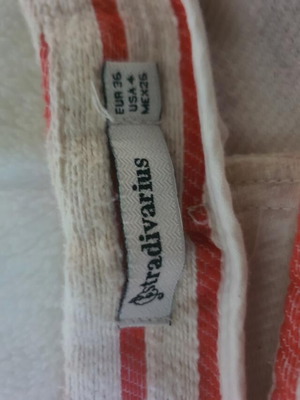 EUR 36
USA 4
MEX 26
stradivarius